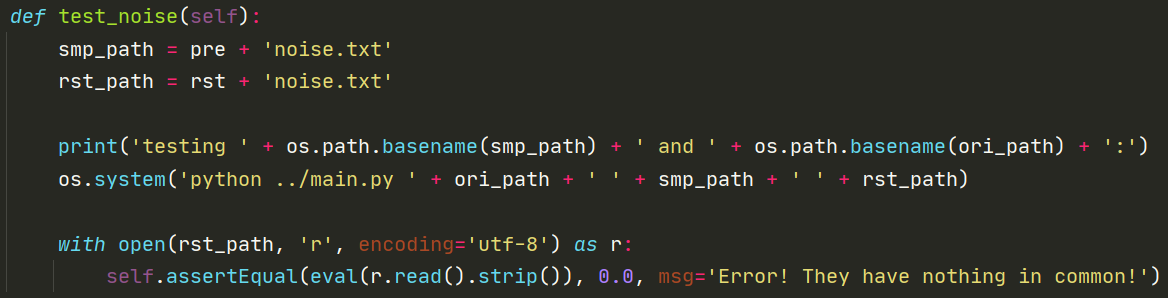 def test_noise(self):
    smp_path = pre + 'noise.txt'
    rst_path = rst + 'noise.txt'

    print('testing ' + os.path.basename(smp_path) + ' and ' + os.path.basename(ori_path) + ':')
    os.system('python ../main.py ' + ori_path + ' ' + smp_path + ' ' + rst_path)

    with open(rst_path, 'r', encoding='utf-8') as r:
        self.assertEqual(eval(r.read().strip()), 0.0, msg='Error! They have nothing in common!')